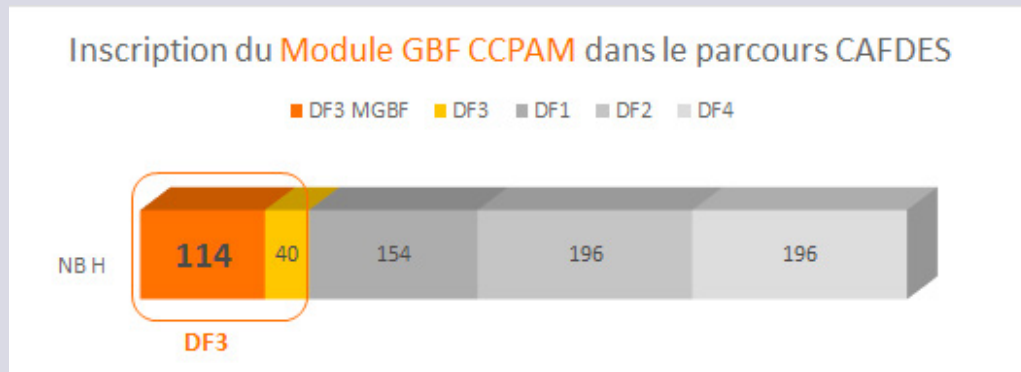 Inscription du Module GBF CCPAM dans le parcours CAFDES
DF3 MGBF DF3 DF1 DF2 DF4
NB H 114 40 154 196 196
DF3